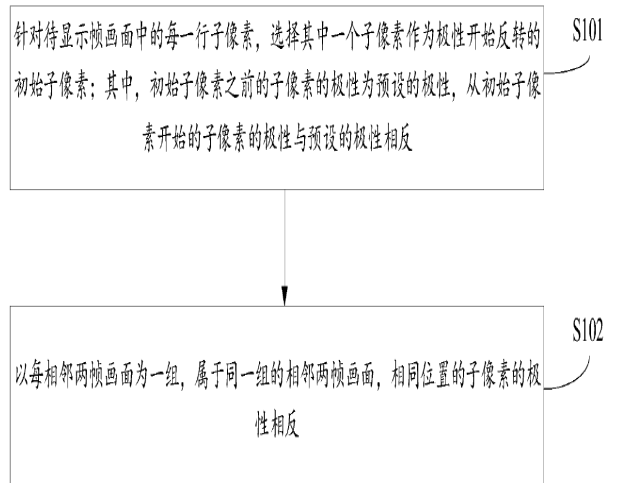 针对待显示帧画面中的每一行子像素，选择其中一个子像素作为极性开始反转的
初始子像素；其中，初始子像素之前的子像素的极性为预设的极性，从初始子像
素开始的子像素的极性与预设的极性相反
S101
以每相邻两帧画面为一组，属于同一组的相邻两帧画面，相同位置的子像素的极
性相反
S102